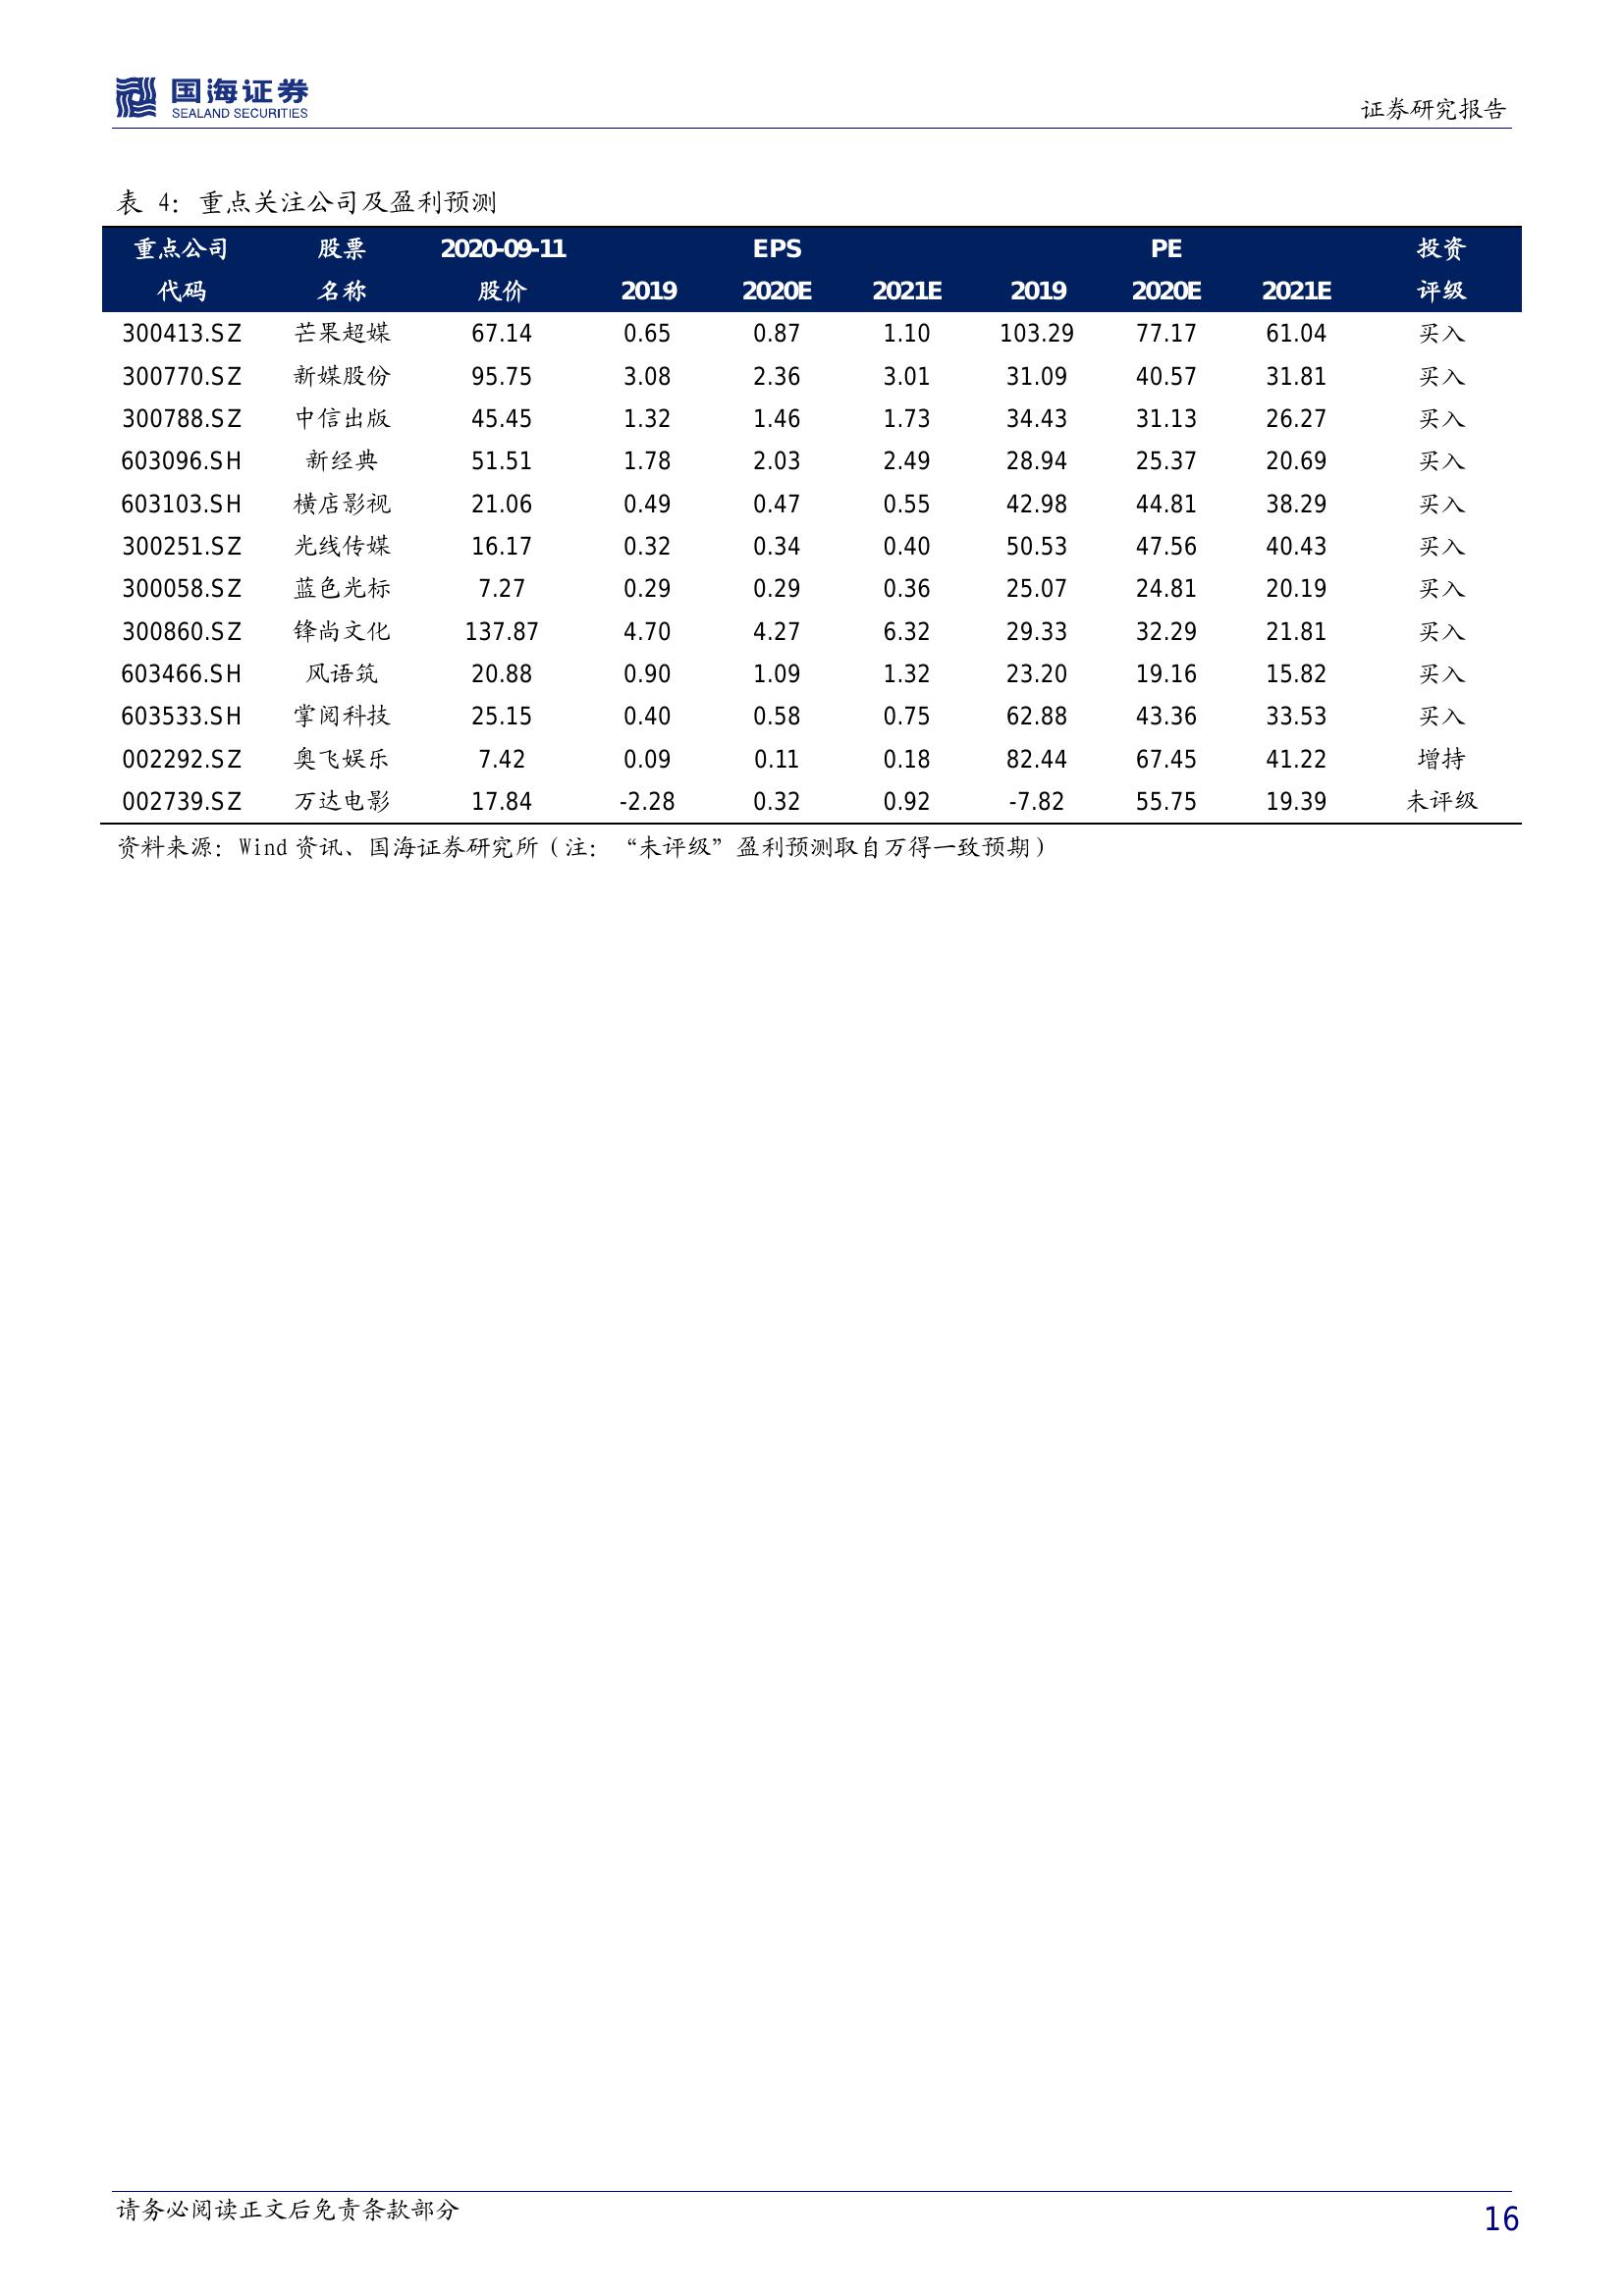 国海证券
SEALAND SECURITIES
证券研究报告
表 4：重点关注公司及盈利预测
重点公司 股票 2020-09-11 EPS PE 投资
代码 名称 股价 2019 2020E 2021E 2019 2020E 2021E 评级
300413.SZ 芒果超媒 67.14 0.65 0.87 1.10 103.29 77.17 61.04 买入
300770.SZ 新媒股份 95.75 3.08 2.36 3.01 31.09 40.57 31.81 买入
300788.SZ 中信出版 45.45 1.32 1.46 1.73 34.43 31.13 26.27 买入
603096.SH 新经典 51.51 1.78 2.03 2.49 28.94 25.37 20.69 买入
603103.SH 横店影视 21.06 0.49 0.47 0.55 42.98 44.81 38.29 买入
300251.SZ 光线传媒 16.17 0.32 0.34 0.40 50.53 47.56 40.43 买入
300058.SZ 蓝色光标 7.27 0.29 0.29 0.36 25.07 24.81 20.19 买入
300860.SZ 锋尚文化 137.87 4.70 4.27 6.32 29.33 32.29 21.81 买入
603466.SH 风语筑 20.88 0.90 1.09 1.32 23.20 19.16 15.82 买入
603533.SH 掌阅科技 25.15 0.40 0.58 0.75 62.88 43.36 33.53 买入
002292.SZ 奥飞娱乐 7.42 0.09 0.11 0.18 82.44 67.45 41.22 增持
002739.SZ 万达电影 17.84 -2.28 0.32 0.92 -7.82 55.75 19.39 未评级
资料来源：Wind 资讯、国海证券研究所（注：“未评级”盈利预测取自万得一致预期）
请务必阅读正文后免责条款部分
16